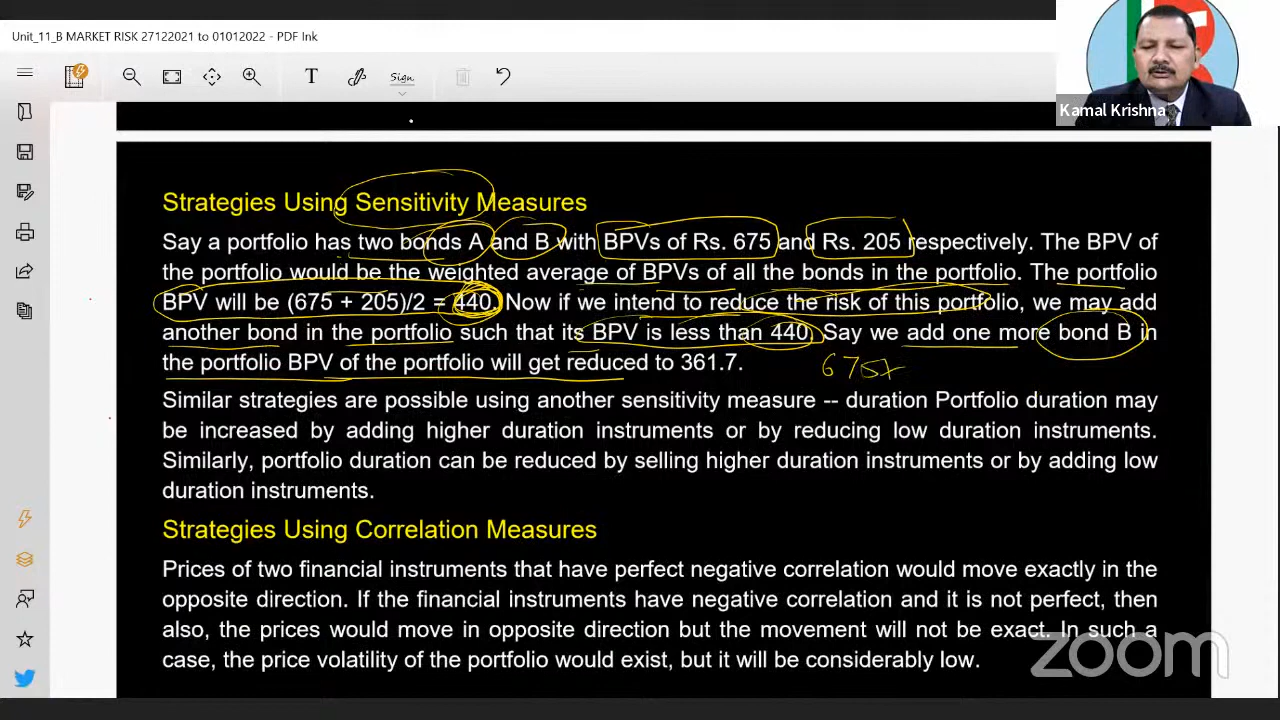 Unit_11_B MARKET RISK 27122021 to 01012022 - PDF Ink
T
Sign
Kamal Krishna
Strategies Using Sensitivity Measures
Say a portfolio has two bonds A and B with BPVs of Rs. 675 and Rs. 205 respectively. The BPV of
the portfolio would be the weighted average of BPVs of all the bonds in the portfolio. The portfolio
BPV will be (675 + 205)/2 = 440. Now if we intend to reduce the risk of this portfolio, we may add
another bond in the portfolio such that its BPV is less than 440. Say we add one more bond B in
the portfolio BPV of the portfolio will get reduced to 361.7.
675+
Similar strategies are possible using another sensitivity measure -- duration Portfolio duration may
be increased by adding higher duration instruments or by reducing low duration instruments.
Similarly, portfolio duration can be reduced by selling higher duration instruments or by adding low
duration instruments.
Strategies Using Correlation Measures
Prices of two financial instruments that have perfect negative correlation would move exactly in the
opposite direction. If the financial instruments have negative correlation and it is not perfect, then
also, the prices would move in opposite direction but the movement will not be exact. In such a
case, the price volatility of the portfolio would exist, but it will be considerably low.
zoom